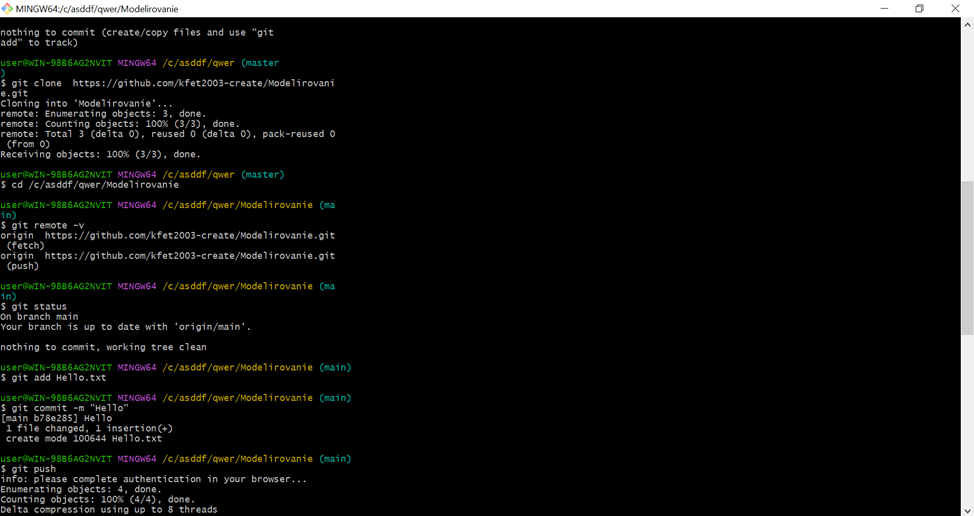 MINGW64:/c/asddf/qwer/Modelirovanie
nothing to commit (create/copy files and use "git
add" to track)
user@WIN-98B6AG2NVIT MINGW64 /c/asddf/qwer (master
)
$ git clone  https://github.com/kfet2003-create/Modelirovani
e.git
Cloning into 'Modelirovanie'...
remote: Enumerating objects: 3, done.
remote: Counting objects: 100% (3/3), done.
remote: Total 3 (delta 0), reused 0 (delta 0), pack-reused 0
 (from 0)
Receiving objects: 100% (3/3), done.
user@WIN-98B6AG2NVIT MINGW64 /c/asddf/qwer (master)
$ cd /c/asddf/qwer/Modelirovanie
user@WIN-98B6AG2NVIT MINGW64 /c/asddf/qwer/Modelirovanie (ma
in)
$ git remote -v
origin  https://github.com/kfet2003-create/Modelirovanie.git
 (fetch)
origin  https://github.com/kfet2003-create/Modelirovanie.git
 (push)
user@WIN-98B6AG2NVIT MINGW64 /c/asddf/qwer/Modelirovanie (ma
in)
$ git status
On branch main
Your branch is up to date with 'origin/main'.
nothing to commit, working tree clean
user@WIN-98B6AG2NVIT MINGW64 /c/asddf/qwer/Modelirovanie (main)
$ git add Hello.txt
user@WIN-98B6AG2NVIT MINGW64 /c/asddf/qwer/Modelirovanie (main)
$ git commit -m "Hello"
[main b78e285] Hello
 1 file changed, 1 insertion(+)
 create mode 100644 Hello.txt
user@WIN-98B6AG2NVIT MINGW64 /c/asddf/qwer/Modelirovanie (main)
$ git push
info: please complete authentication in your browser...
Enumerating objects: 4, done.
Counting objects: 100% (4/4), done.
Delta compression using up to 8 threads